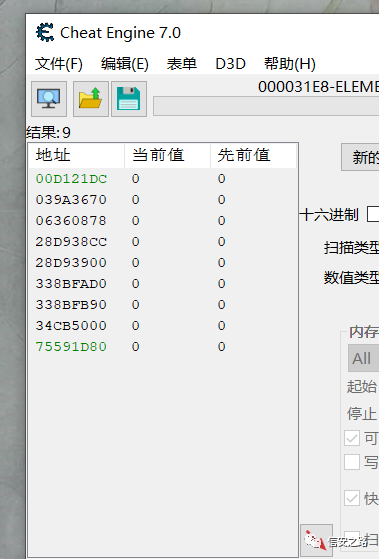 Cheat Engine 7.0
文件(F) 编辑(E) 表单 D3D 帮助(H)
000031E8-ELEME
结果: 9
地址 当前值 先前值
00D121DC 0 0
039A3670 0 0
06360878 0 0
28D938CC 0 0
28D93900 0 0
338BFAD0 0 0
338BFB90 0 0
34CB5000 0 0
75591D80 0 0
新的
十六进制
扫描类型
数值类型
内存
All
起始
停止
可
写
快
扫
信安之路